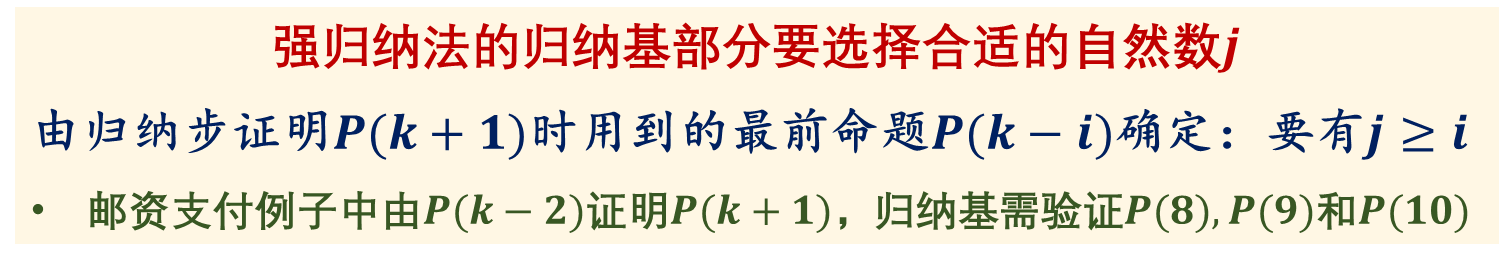 强归纳法的归纳基部分要选择合适的自然数j
由归纳步证明P(k + 1)时用到的最前命题P(k − i)确定：要有j ≥ i
• 邮资支付例子中由P(k − 2)证明P(k + 1)，归纳基需验证P(8), P(9)和P(10)